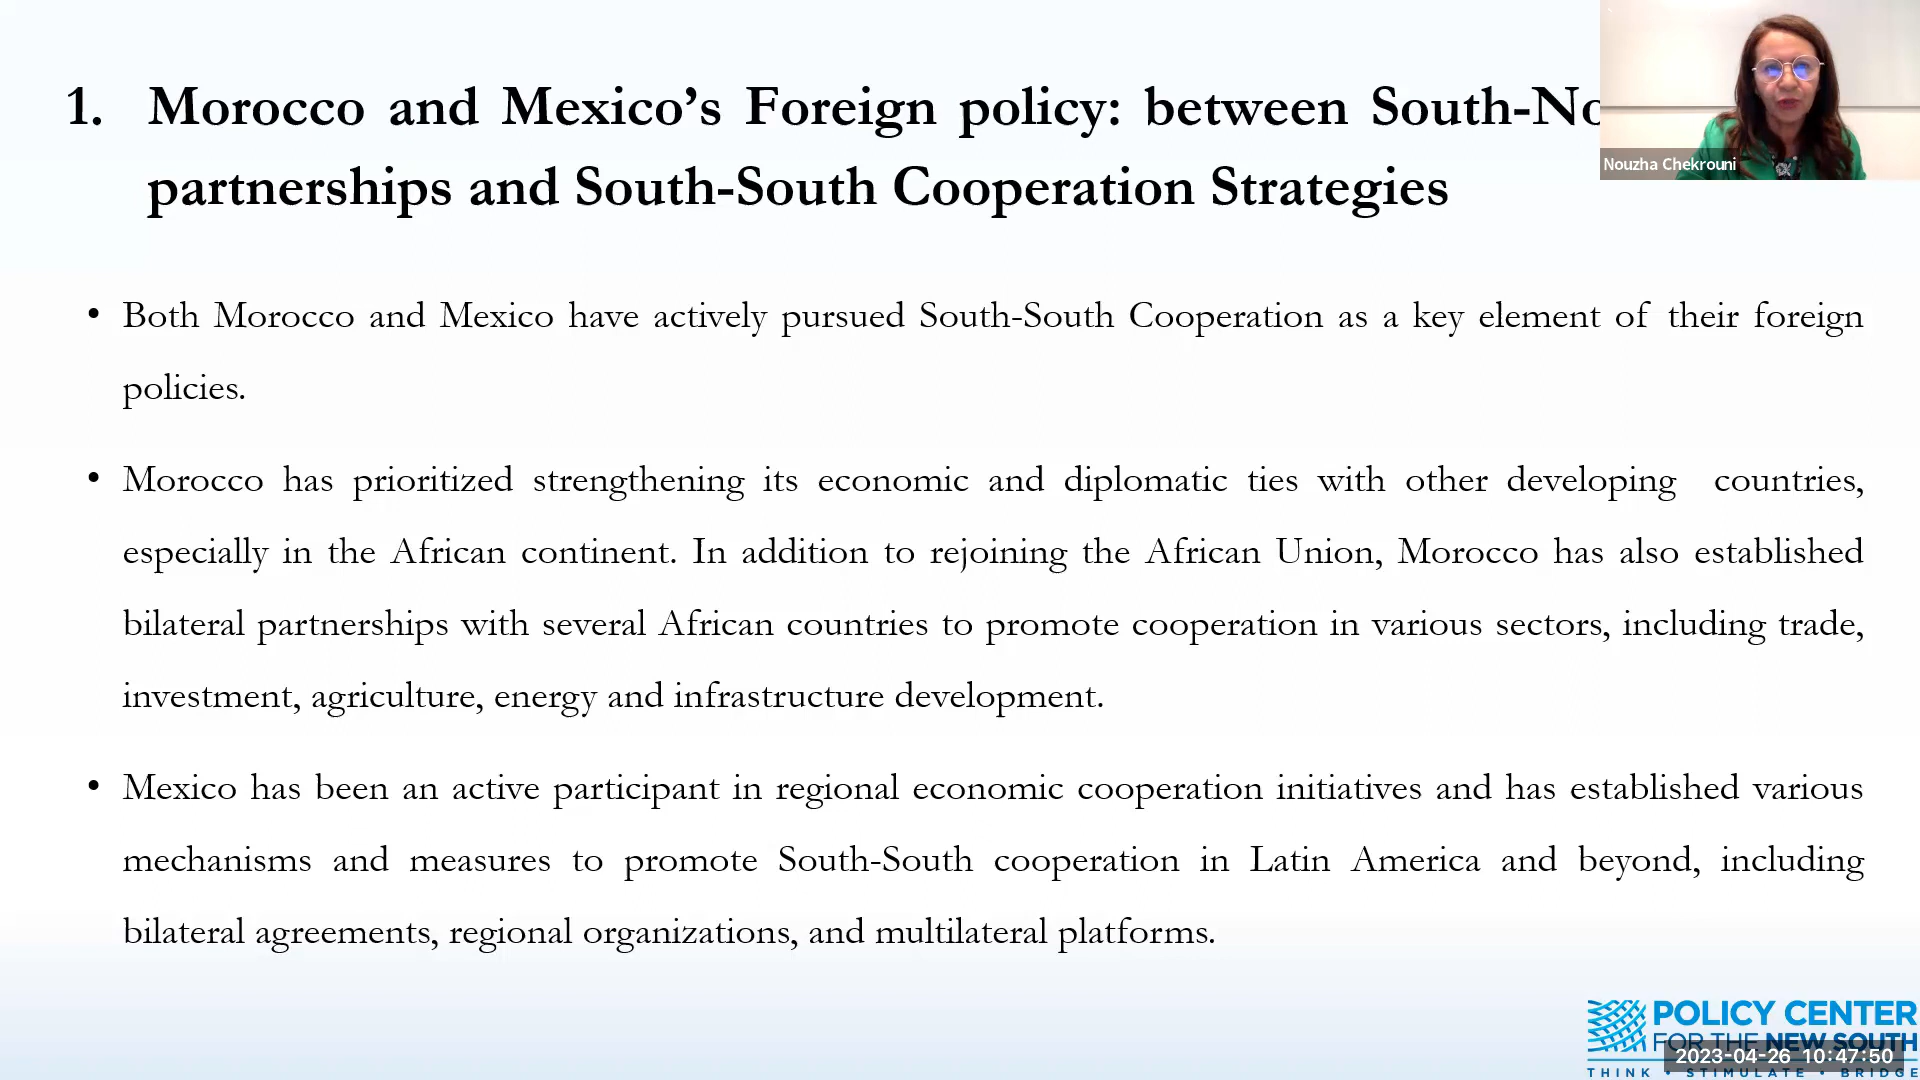 1. Morocco and Mexico’s Foreign policy: between South-No
partnerships and South-South Cooperation Strategies
Nouzha Chekrouni
• Both Morocco and Mexico have actively pursued South-South Cooperation as a key element of their foreign
policies.
• Morocco has prioritized strengthening its economic and diplomatic ties with other developing countries,
especially in the African continent. In addition to rejoining the African Union, Morocco has also established
bilateral partnerships with several African countries to promote cooperation in various sectors, including trade,
investment, agriculture, energy and infrastructure development.
• Mexico has been an active participant in regional economic cooperation initiatives and has established various
mechanisms and measures to promote South-South cooperation in Latin America and beyond, including
bilateral agreements, regional organizations, and multilateral platforms.
POLICY CENTER
FOR THE NEW SOUTH
2023-04-26 10:47:50
THINK • STIMULATE • BRIDGE